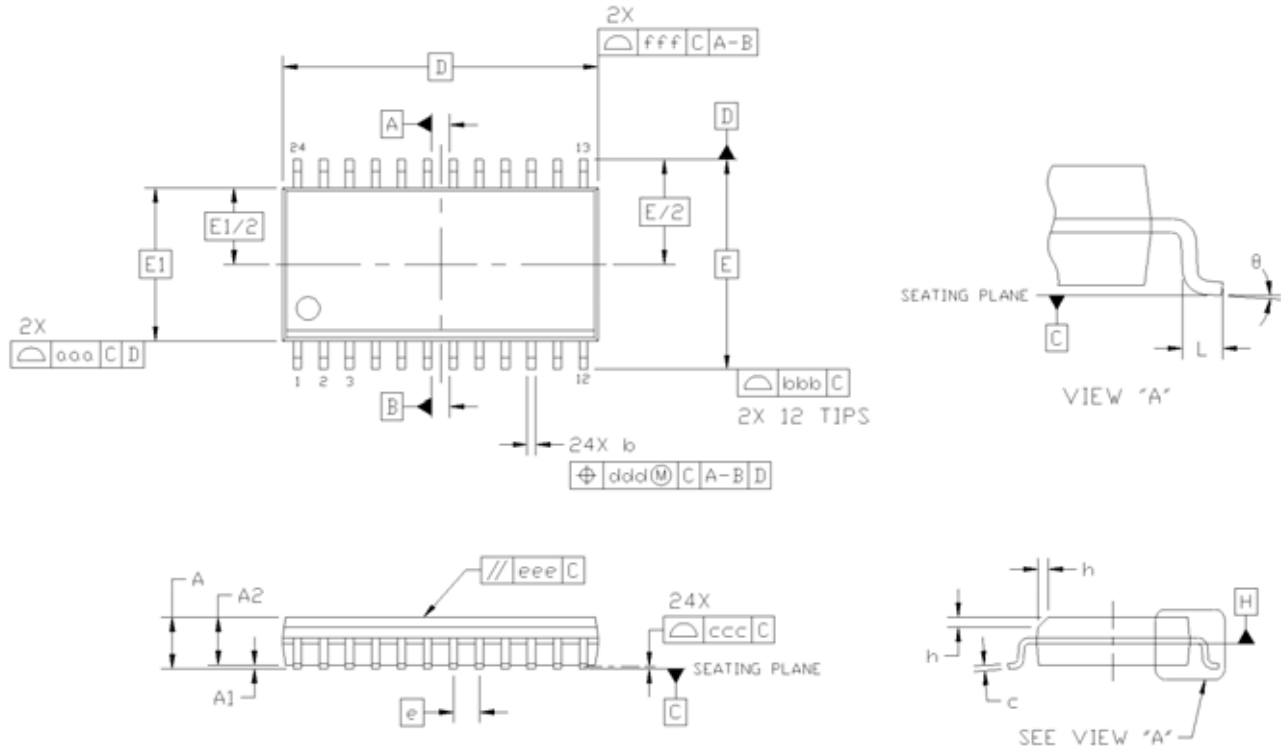 2X
⌓ fff C A-B
D
A
D
24
13
E1/2
E/2
E1
E
2X
⌓ aaa C D
1 2 3
12
B
⌓ bbb C
2X 12 TIPS
24X b
⌖ ddd Ⓜ C A-B D
θ
SEATING PLANE
C
L
VIEW "A"
// eee C
A
A2
24X
⌓ ccc C
SEATING PLANE
A1
e
C
h
H
h
c
SEE VIEW "A"